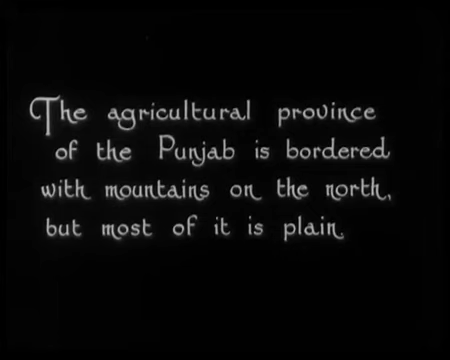 The agricultural province
of the Punjab is bordered
with mountains on the north,
but most of it is plain.